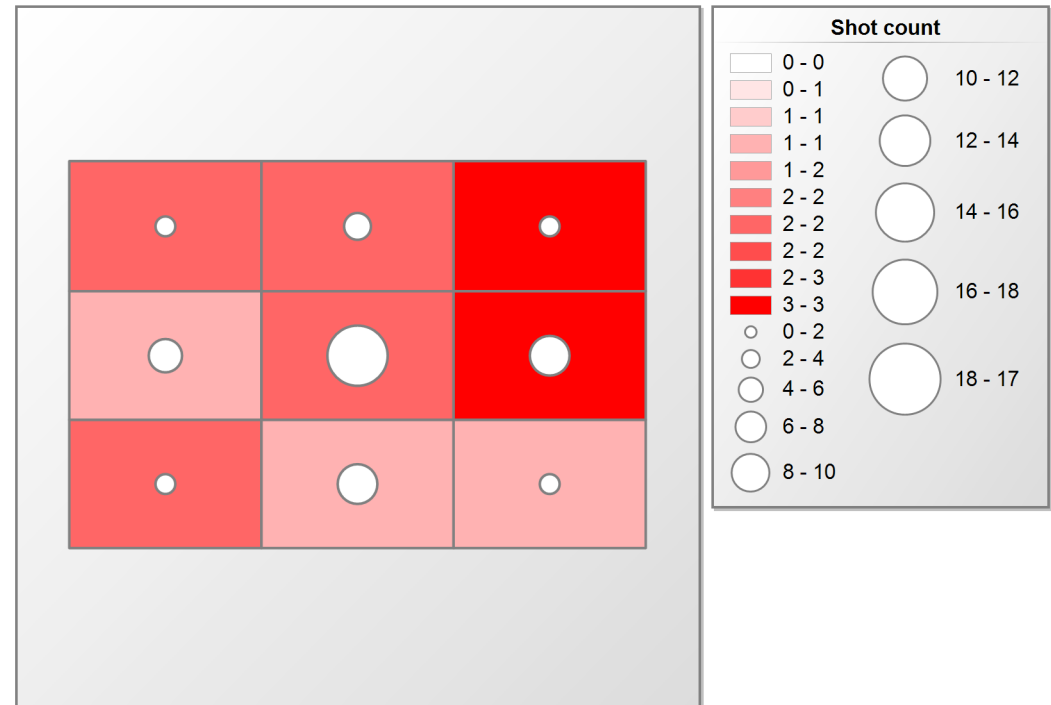 Shot count
0 - 0
0 - 1
1 - 1
1 - 1
1 - 2
2 - 2
2 - 2
2 - 2
2 - 3
3 - 3
0 - 2
2 - 4
4 - 6
6 - 8
8 - 10
10 - 12
12 - 14
14 - 16
16 - 18
18 - 17